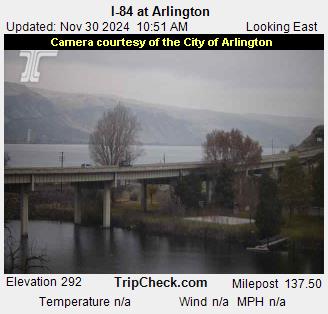 I-84 at Arlington
Updated: Nov 30 2024 10:51 AM Looking East
Camera courtesy of the City of Arlington
Elevation 292 TripCheck.com Milepost 137.50
Temperature n/a Wind n/a MPH n/a